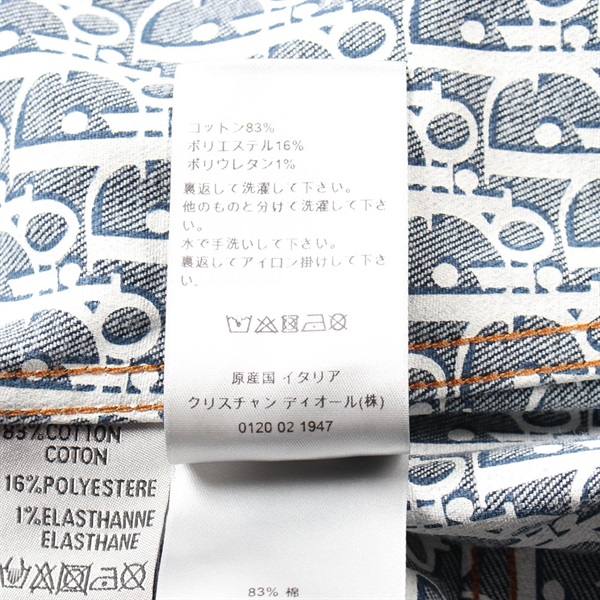 コットン83%
ポリエステル16%
ポリウレタン1%
裏返して洗濯して下さい。
他のものと分けて洗濯して下さ
い。
水で手洗いして下さい。
裏返してアイロン掛けして下さい。
原産国 イタリア
クリスチャン ディオール(株)
0120 02 1947
83%COTTON
COTON
16%POLYESTERE
1%ELASTHANNE
ELASTHANE
83% 棉